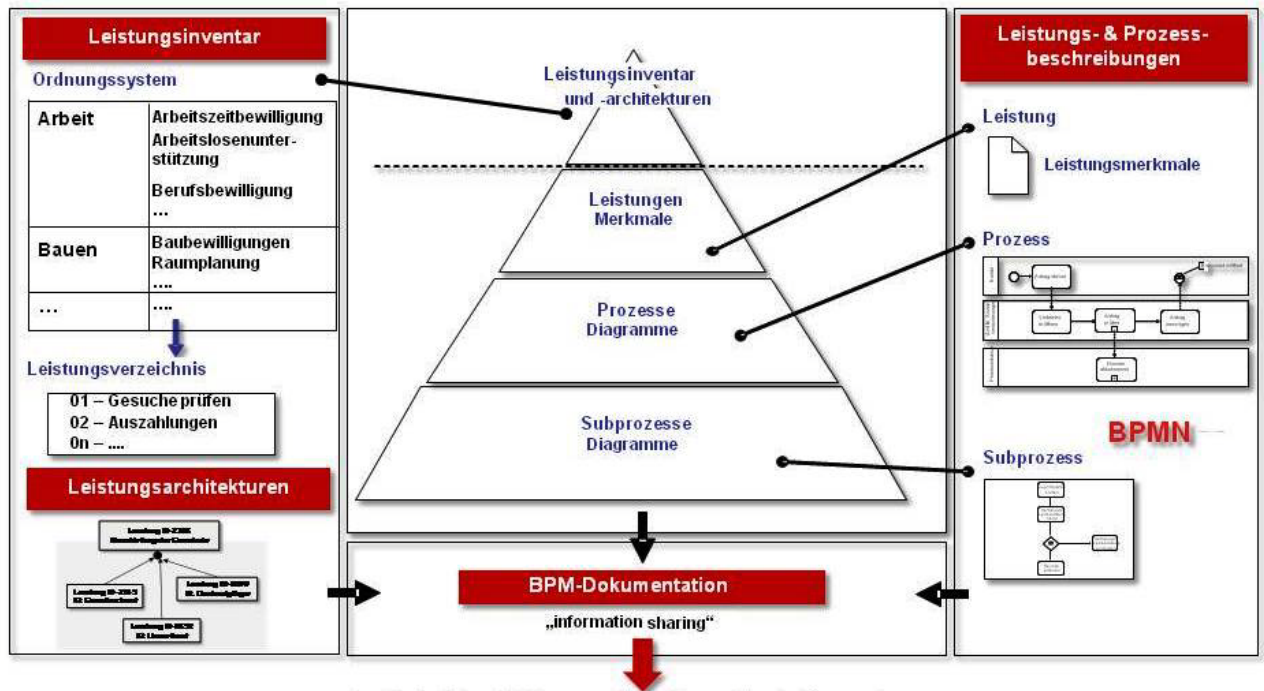 Leistungsinventar
Ordnungssystem
Arbeit
Arbeitszeitbewilligung
Arbeitslosenunter-
stützung
Berufsbewilligung
...
Bauen
Baubewilligungen
Raumplanung
....
...
....
Leistungsverzeichnis
01 – Gesuche prüfen
02 – Auszahlungen
0n – ....
Leistungsarchitekturen
Leistungsinventar
und -architekturen
Leistungen
Merkmale
Prozesse
Diagramme
Subprozesse
Diagramme
BPM-Dokumentation
„information sharing“
Leistungs- & Prozess-
beschreibungen
Leistung
Leistungsmerkmale
Prozess
BPMN
Subprozess